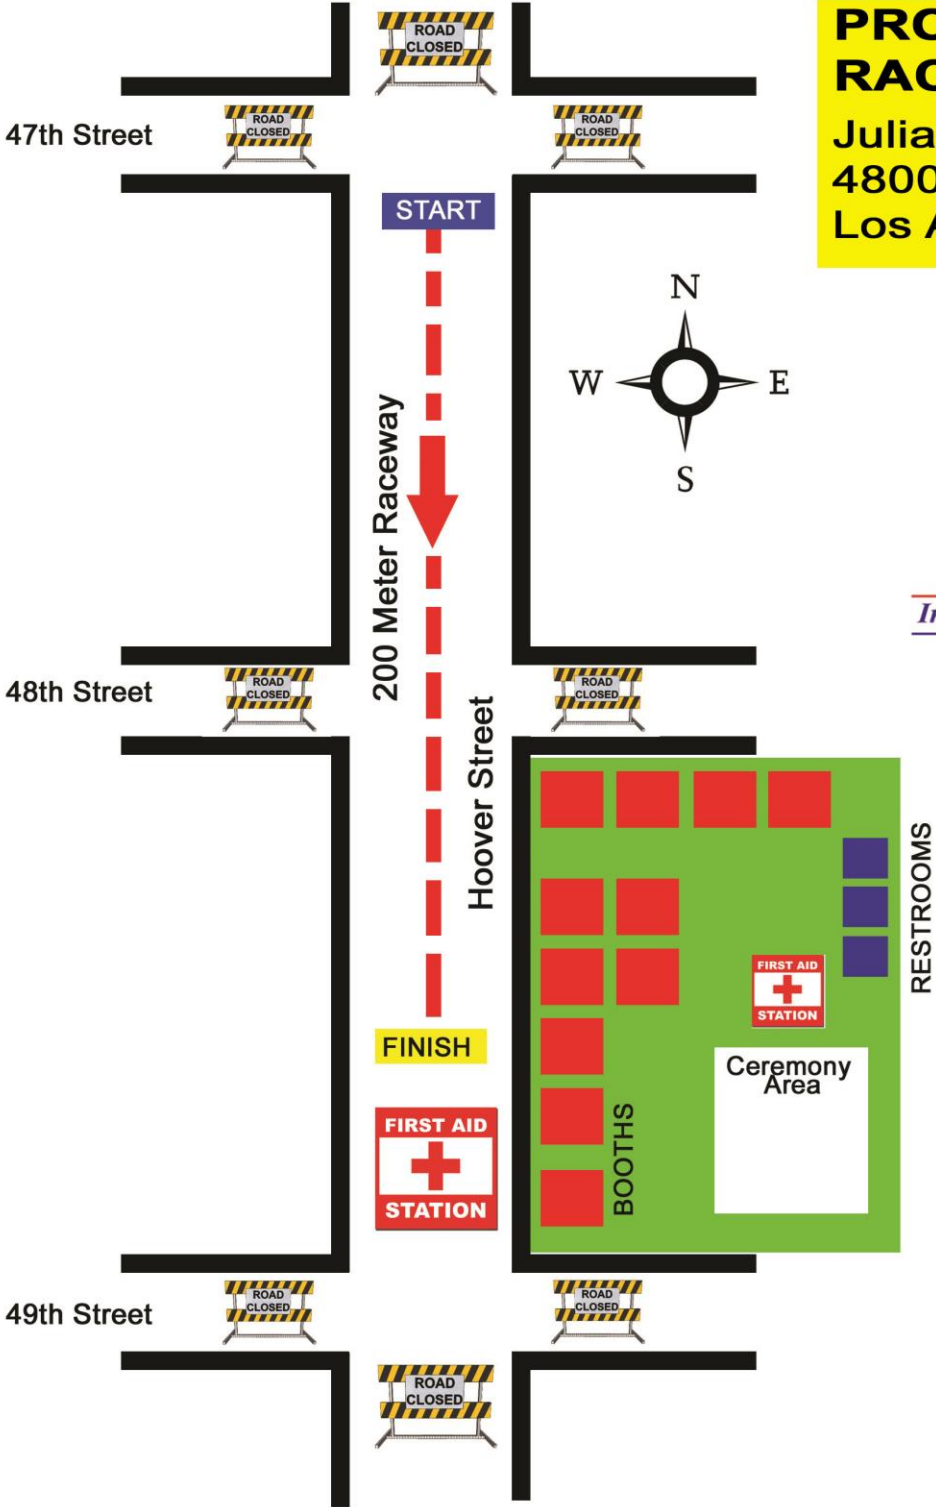 ROAD
CLOSED
PRO
RAC
Julia
4800
Los A
47th Street
ROAD
CLOSED
ROAD
CLOSED
START
N
W
E
S
200 Meter Raceway
48th Street
ROAD
CLOSED
ROAD
CLOSED
Hoover Street
RESTROOMS
FIRST AID
STATION
FINISH
Ceremony
Area
BOOTHS
FIRST AID
STATION
49th Street
ROAD
CLOSED
ROAD
CLOSED
ROAD
CLOSED